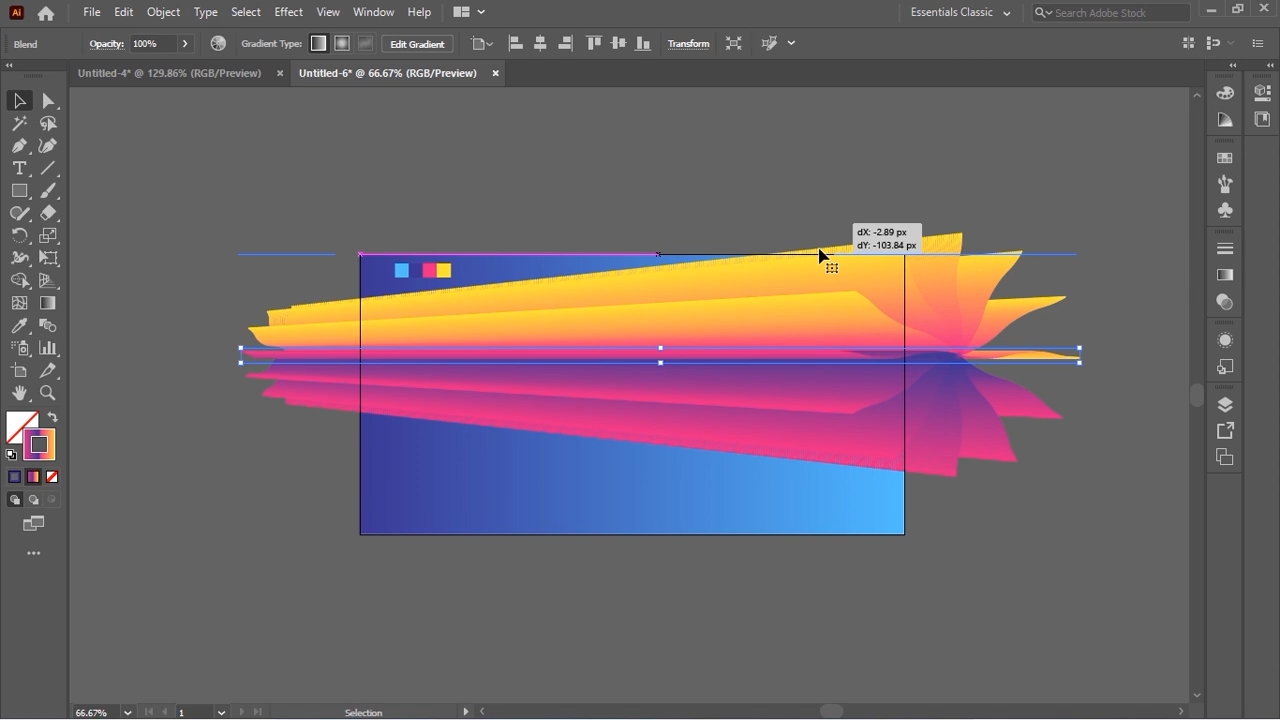 Ai File Edit Object Type Select Effect View Window Help Essentials Classic Search Adobe Stock
Blend Opacity: 100% Gradient Type: Edit Gradient Transform
Untitled-4* @ 129.86% (RGB/Preview) × Untitled-6* @ 66.67% (RGB/Preview) ×
dX: -2.89 px
dY: -103.84 px
66.67% 1 Selection